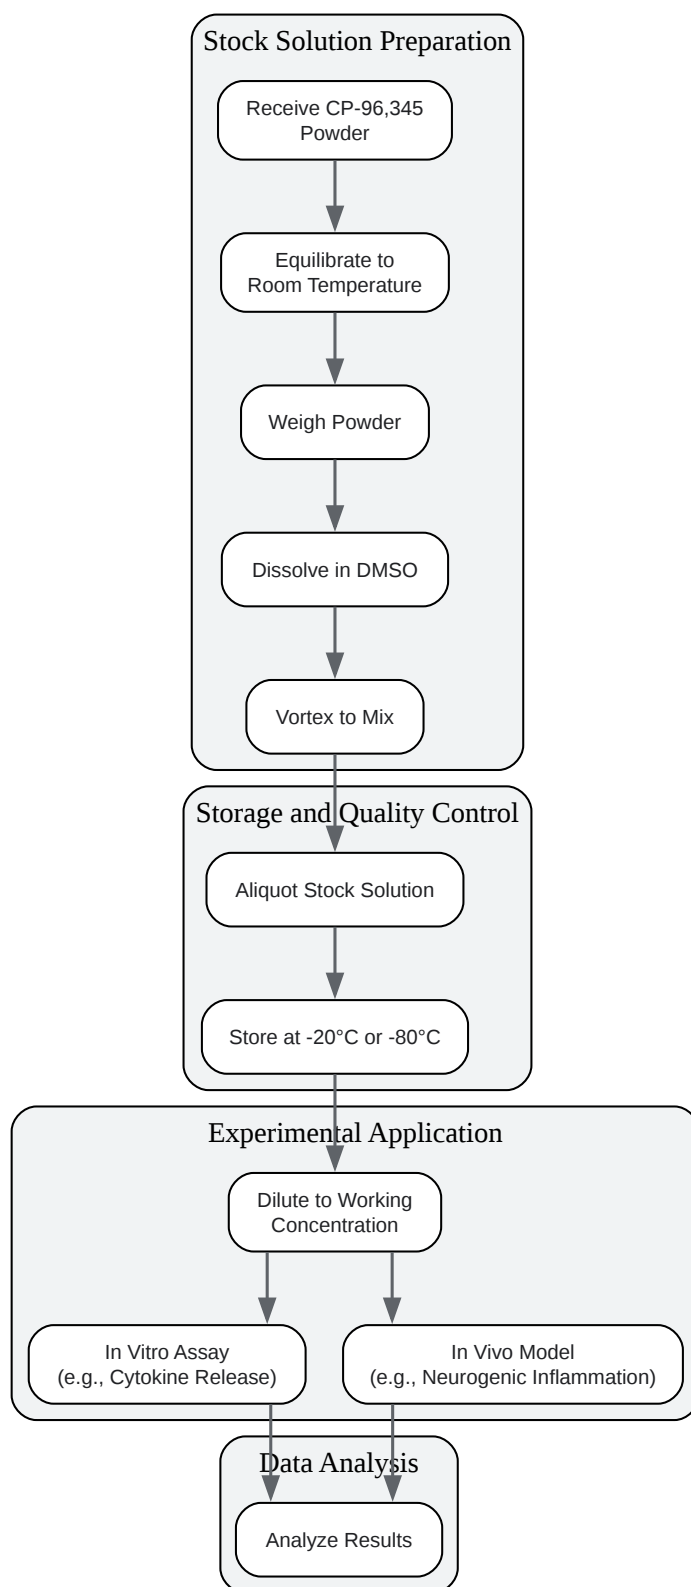 Stock Solution Preparation
Receive CP-96,345
Powder
Equilibrate to
Room Temperature
Weigh Powder
Dissolve in DMSO
Vortex to Mix
Storage and Quality Control
Aliquot Stock Solution
Store at -20°C or -80°C
Experimental Application
Dilute to Working
Concentration
In Vitro Assay
(e.g., Cytokine Release)
In Vivo Model
(e.g., Neurogenic Inflammation)
Data Analysis
Analyze Results